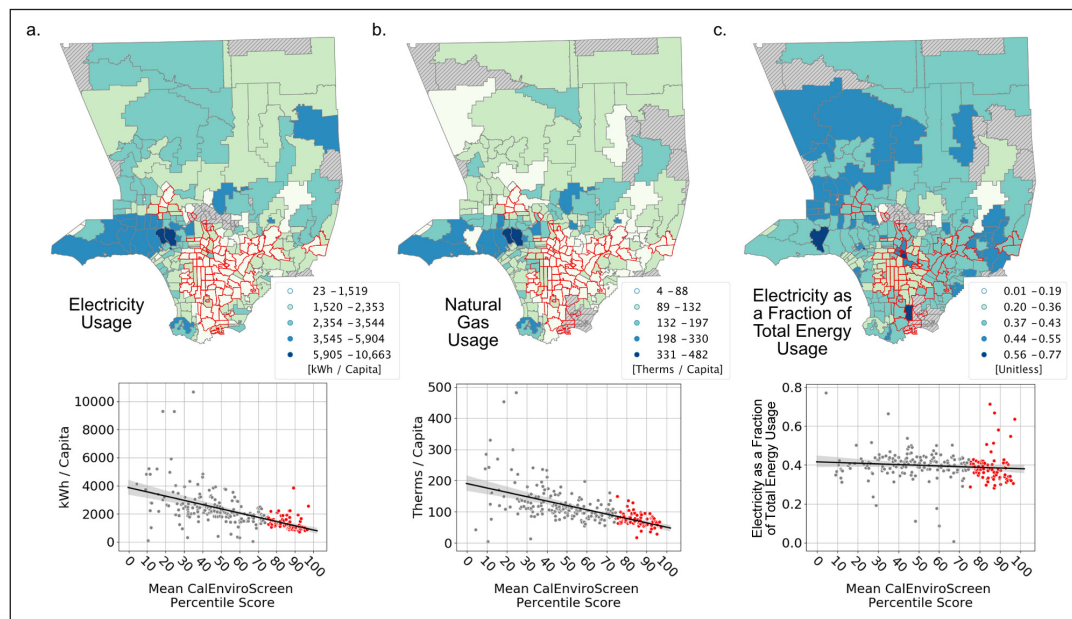 a.
b.
c.
Electricity
Usage
23 - 1,519
1,520 - 2,353
2,354 - 3,544
3,545 - 5,904
5,905 - 10,663
[kWh / Capita]
Natural
Gas
Usage
4 - 88
89 - 132
132 - 197
198 - 330
331 - 482
[Therms / Capita]
Electricity as
a Fraction of
Total Energy
Usage
0.01 - 0.19
0.20 - 0.36
0.37 - 0.43
0.44 - 0.55
0.56 - 0.77
[Unitless]
kWh / Capita
10000
8000
6000
4000
2000
0
0 10 20 30 40 50 60 70 80 90 100
Mean CalEnviroScreen
Percentile Score
Therms / Capita
500
400
300
200
100
0
0 10 20 30 40 50 60 70 80 90 100
Mean CalEnviroScreen
Percentile Score
Electricity as a Fraction
of Total Energy Usage
0.8
0.6
0.4
0.2
0.0
0 10 20 30 40 50 60 70 80 90 100
Mean CalEnviroScreen
Percentile Score